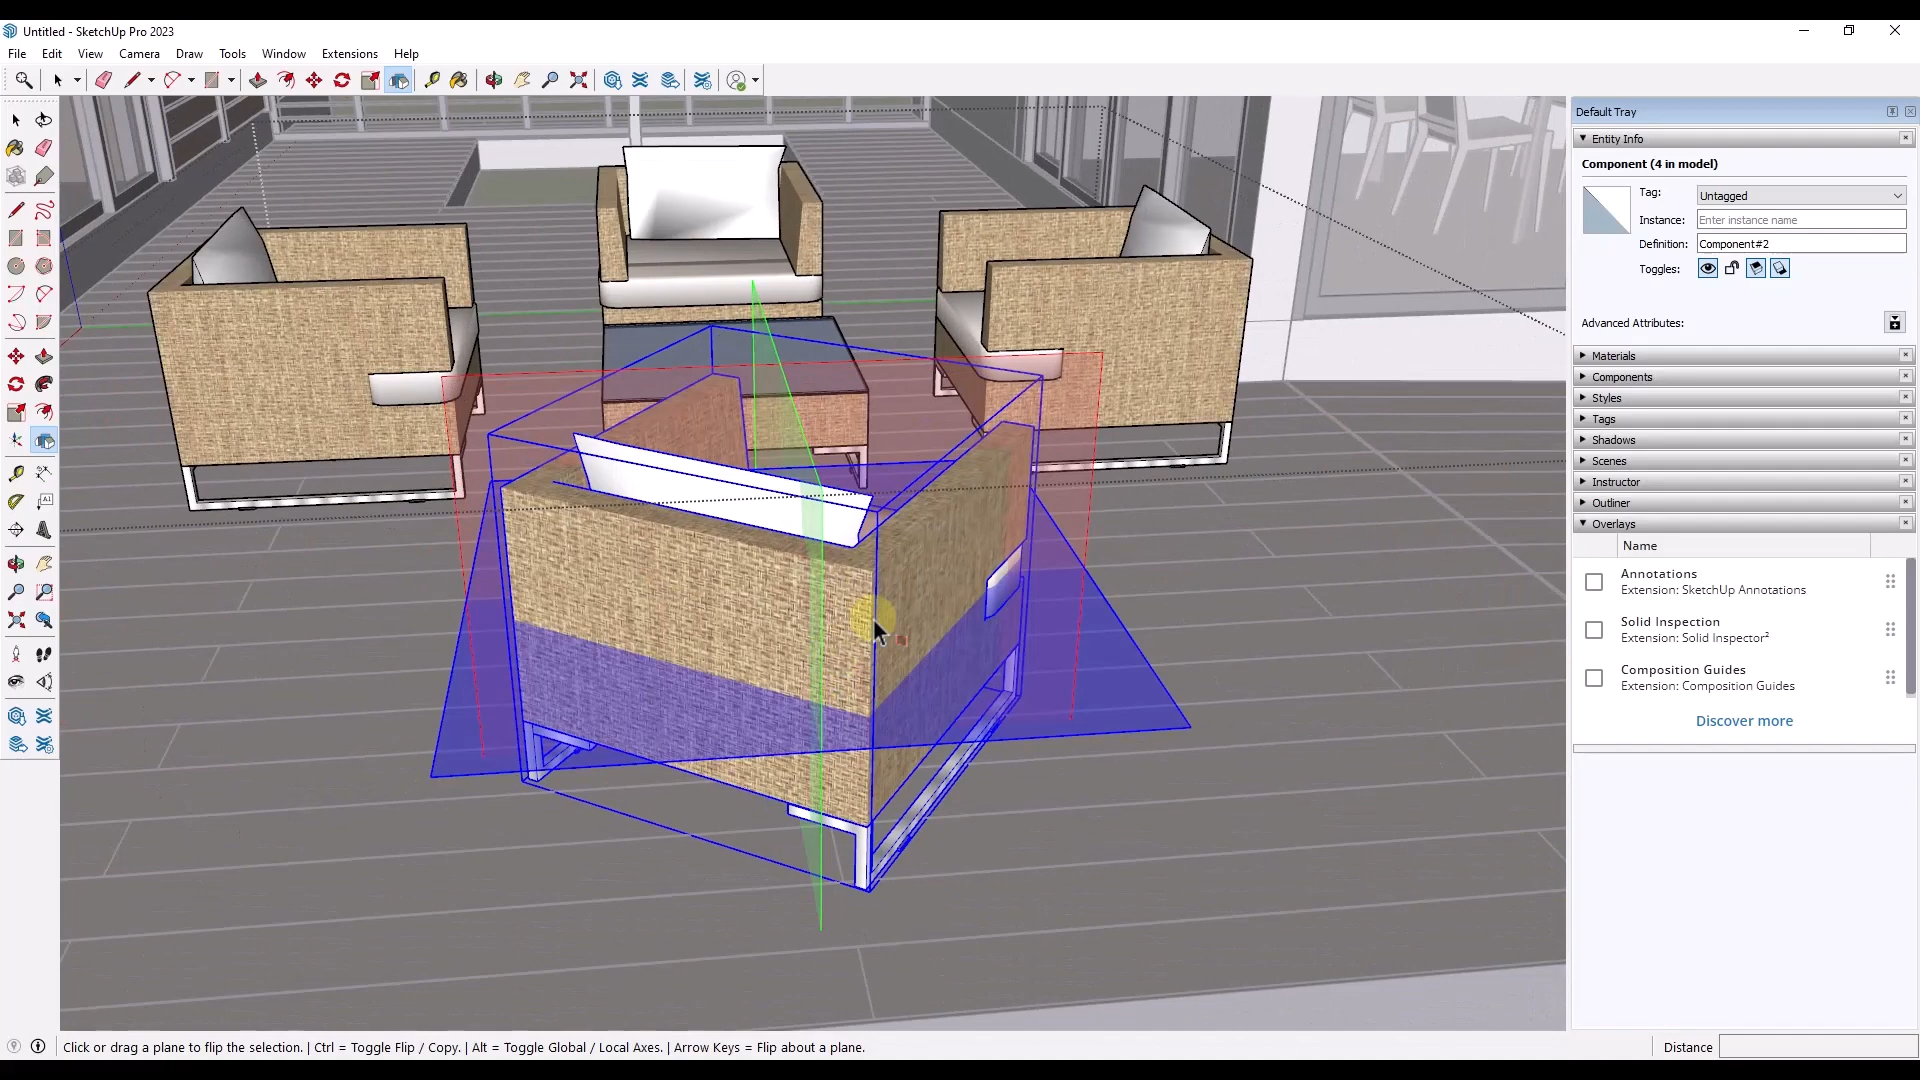 Untitled - SketchUp Pro 2023
File Edit View Camera Draw Tools Window Extensions Help
Default Tray
Entity Info
Component (4 in model)
Tag: Untagged
Instance: Enter instance name
Definition: Component#2
Toggles:
Advanced Attributes:
Materials
Components
Styles
Tags
Shadows
Scenes
Instructor
Outliner
Overlays
Name
Annotations
Extension: SketchUp Annotations
Solid Inspection
Extension: Solid Inspector²
Composition Guides
Extension: Composition Guides
Discover more
A1
Click or drag a plane to flip the selection. | Ctrl = Toggle Flip / Copy. | Alt = Toggle Global / Local Axes. | Arrow Keys = Flip about a plane.
Distance